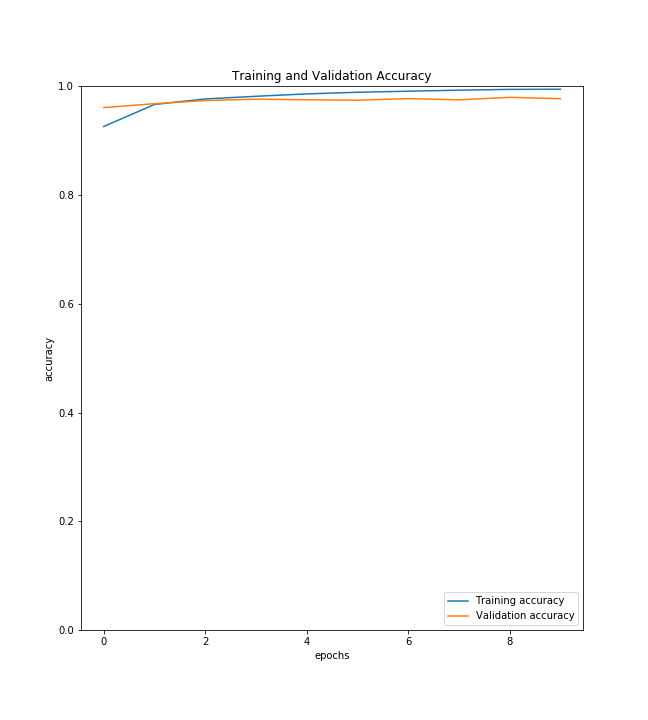 Training and Validation Accuracy
1.0
0.8
0.6
0.4
0.2
0.0
accuracy
0 2 4 6 8
epochs
Training accuracy
Validation accuracy